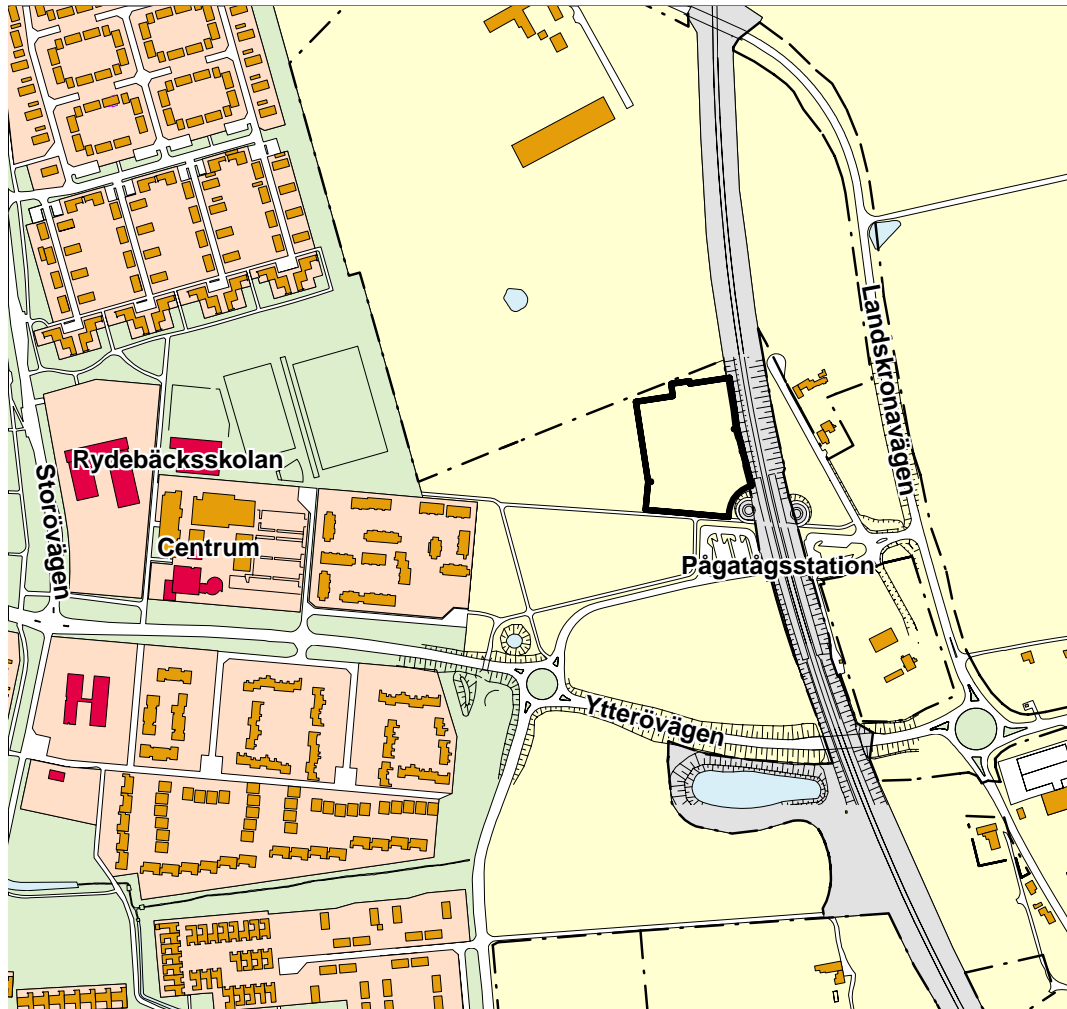 Landskronavägen
Rydebäcksskolan
Storövägen
Centrum
Pågatågsstation
Ytterövägen